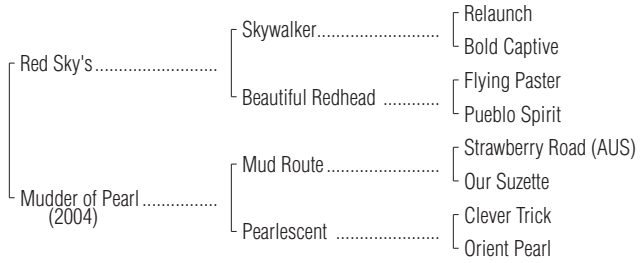 Relaunch
Skywalker........................................
Bold Captive
Red Sky's................................
Flying Paster
Beautiful Redhead ..................
Pueblo Spirit
Strawberry Road (AUS)
Mud Route .....................................
Our Suzette
Mudder of Pearl ....................
(2004)
Clever Trick
Pearlescent ..................................
Orient Pearl